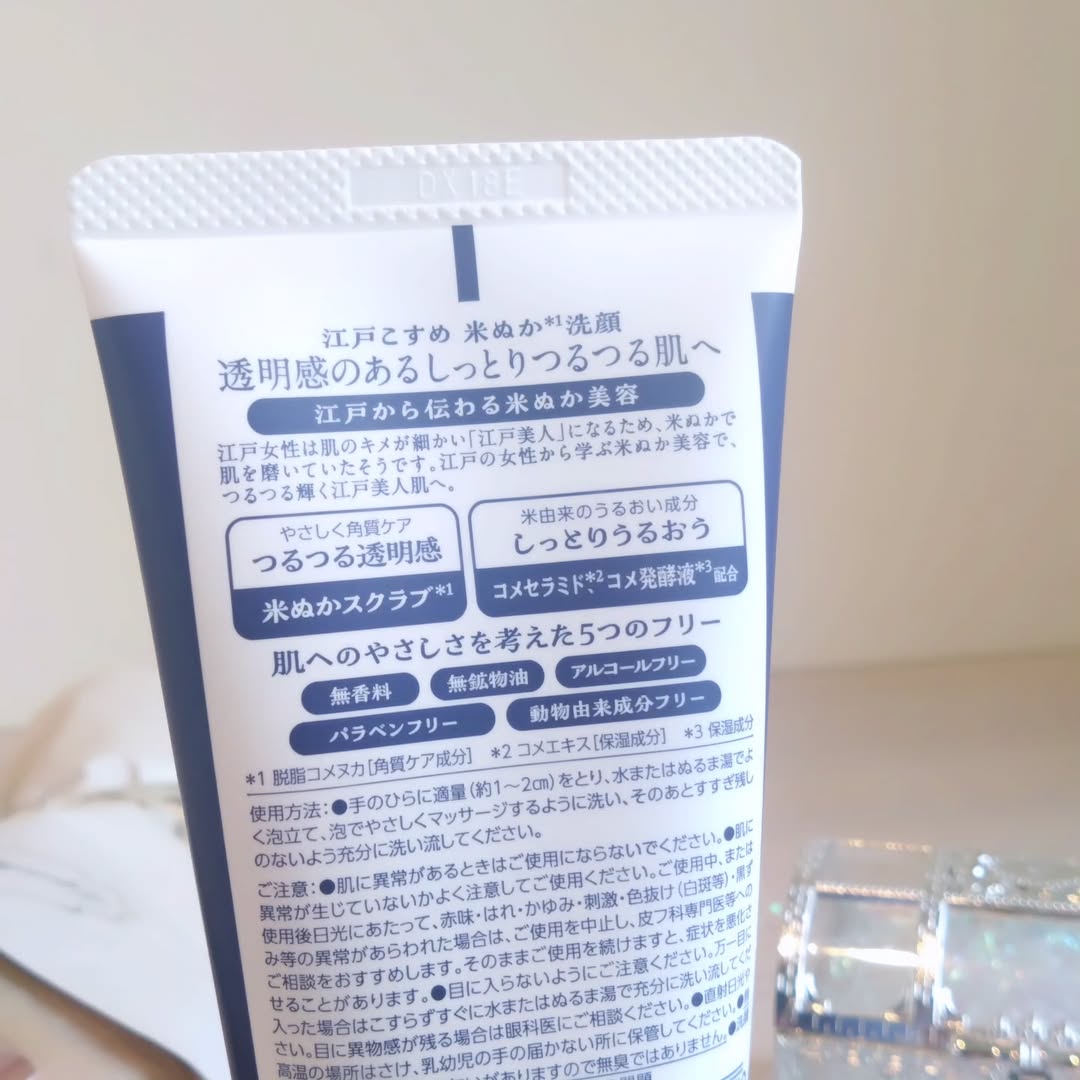 DX18E
江戸こすめ 米ぬか*1洗顔
透明感のあるしっとりつるつる肌へ
江戸から伝わる米ぬか美容
江戸女性は肌のキメが細かい「江戸美人」になるため、米ぬかで
肌を磨いていたそうです。江戸の女性から学ぶ米ぬか美容で、
つるつる輝く江戸美人肌へ。
やさしく角質ケア
つるつる透明感
米ぬかスクラブ*1
米由来のうるおい成分
しっとりうるおう
コメセラミド*2、コメ発酵液*3配合
肌へのやさしさを考えた5つのフリー
無香料
無鉱物油
アルコールフリー
パラベンフリー
動物由来成分フリー
*1 脱脂コメヌカ[角質ケア成分] *2 コメエキス[保湿成分] *3 保湿成分
使用方法:●手のひらに適量(約1～2㎝)をとり、水またはぬるま湯でよ
く泡立て、泡でやさしくマッサージするように洗い、そのあとすすぎ残し
のないよう充分に洗い流してください。
ご注意:●肌に異常があるときはご使用にならないでください。●肌に
異常が生じていないかよく注意してご使用ください。ご使用中、または
使用後日光にあたって、赤味・はれ・かゆみ・刺激・色抜け(白斑等)・黒ず
み等の異常があらわれた場合は、ご使用を中止し、皮フ科専門医等への
ご相談をおすすめします。そのままご使用を続けますと、症状を悪化さ
せることがあります。●目に入らないようにご注意ください。万一目に
入った場合はこすらずすぐに水またはぬるま湯で充分に洗い流してくだ
さい。目に異物感が残る場合は眼科医にご相談ください。●直射日光や
高温の場所はさけ、乳幼児の手の届かない所に保管してください。
がありますので無臭ではありません。